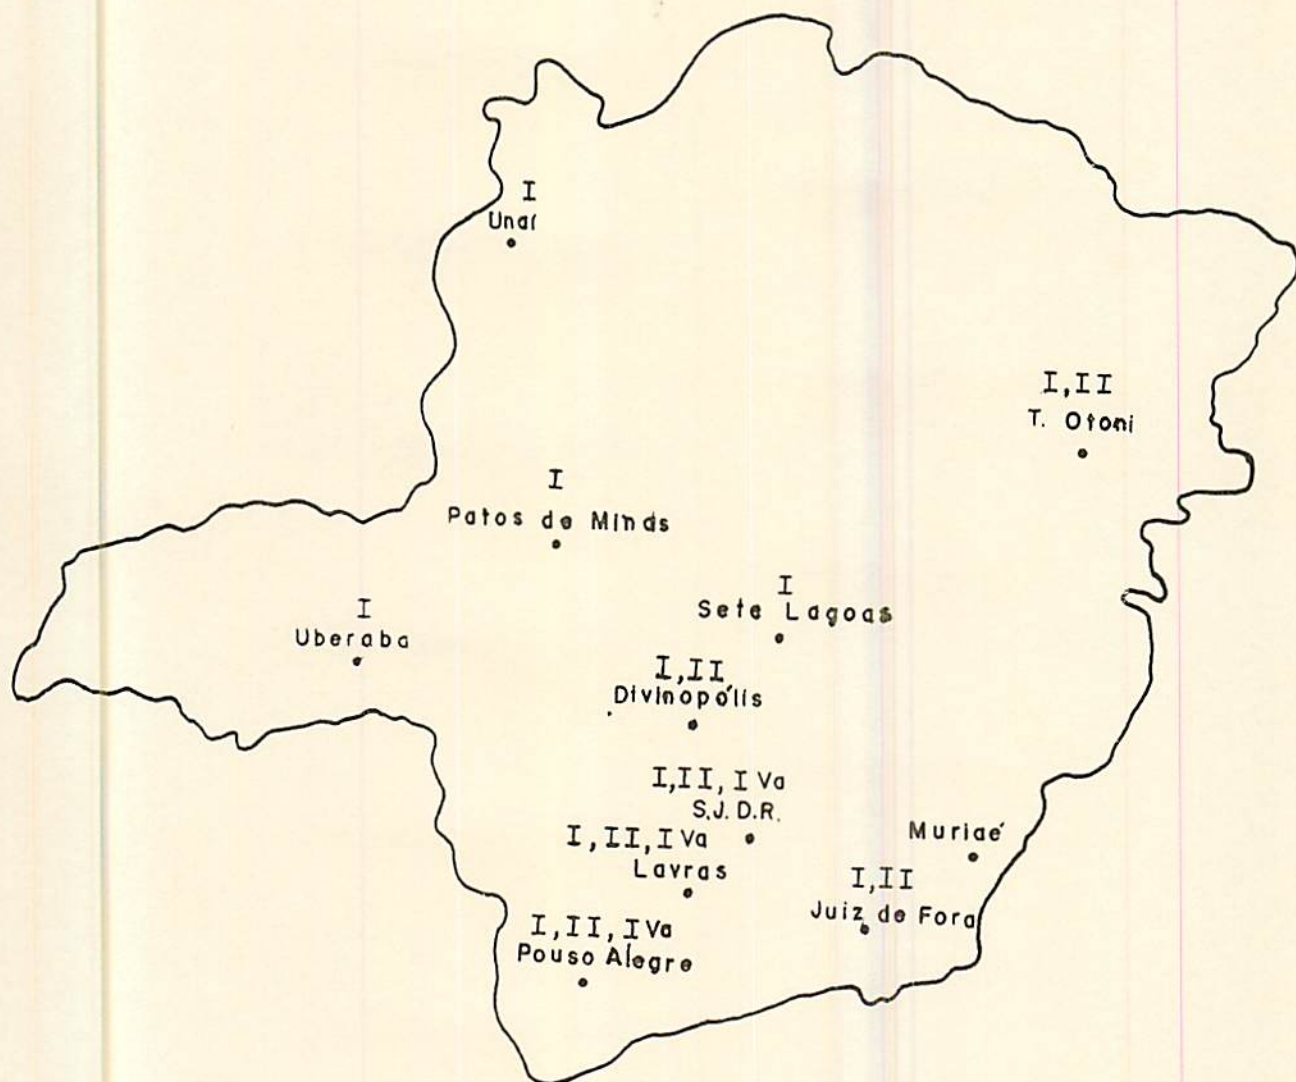 I
Unaí
I,II
T. Otoni
I
Patos de Minas
I
Sete Lagoas
I
Uberaba
I,II
Divinopólis
I,II,IVa
S.J.D.R.
I,II,IVa
Lavras
Muriaé
I,II
Juiz de Fora
I,II,IVa
Pouso Alegre